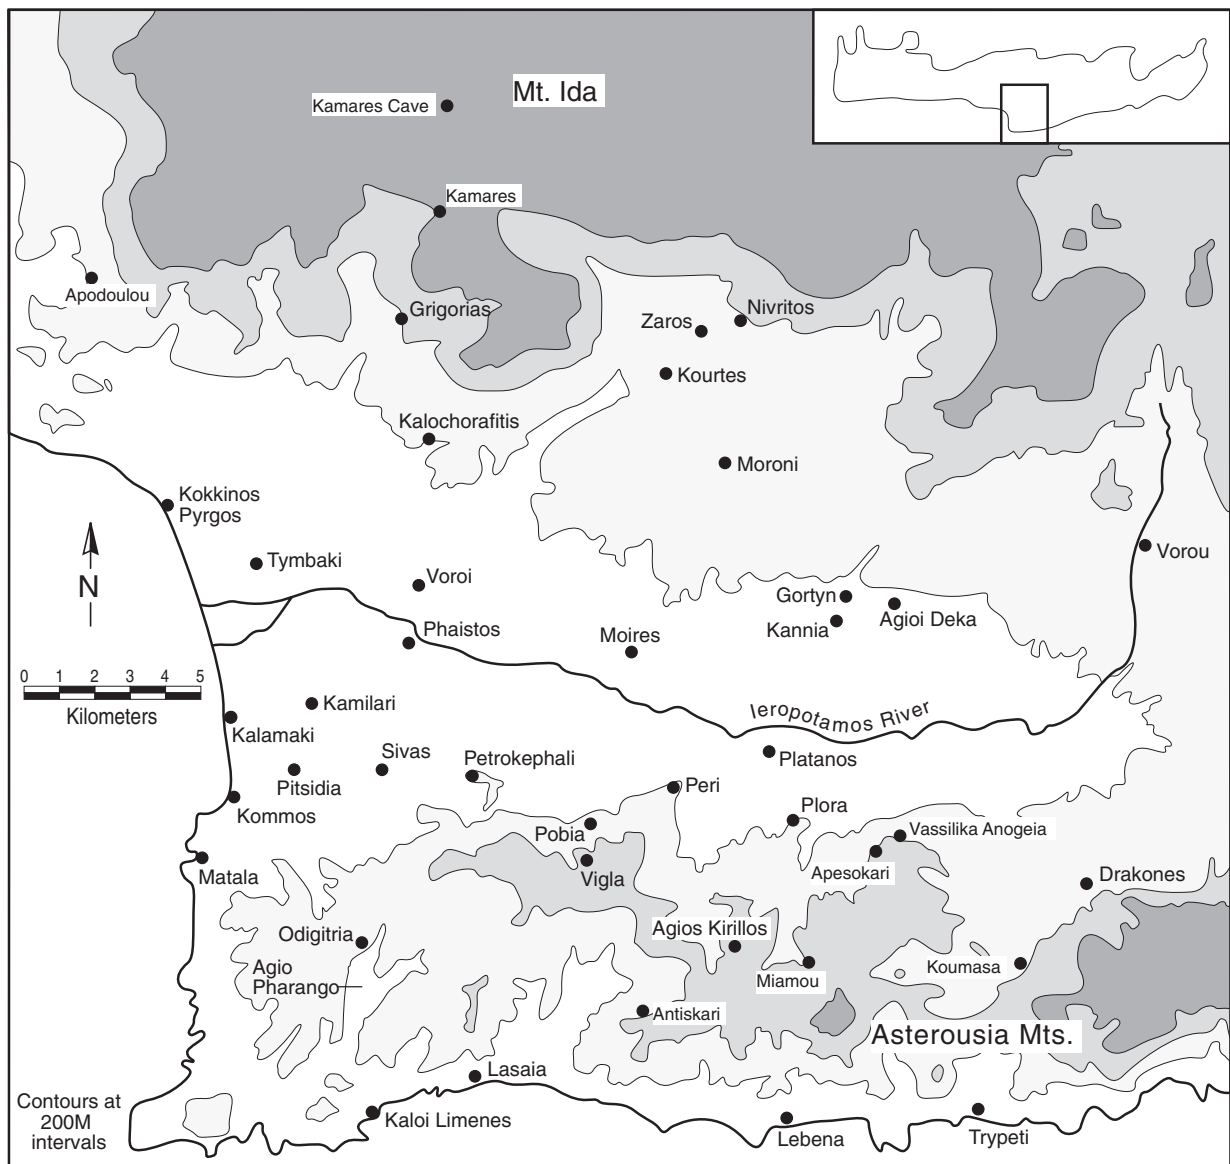 Mt. Ida
Kamares Cave
Kamares
Apodoulou
Grigorias
Nivritos
Zaros
Kourtes
Kalochorafitis
Moroni
Kokkinos
Pyrgos
Tymbaki
Voroi
Vorou
N
Gortyn
Agioi Deka
Kannia
Phaistos
Moires
0 1 2 3 4 5
Kilometers
Kamilari
Ieropotamos River
Kalamaki
Sivas
Petrokephali
Platanos
Pitsidia
Peri
Kommos
Plora
Pobia
Vassilika Anogeia
Matala
Vigla
Apesokari
Drakones
Odigitria
Agios Kirillos
Agio
Pharango
Miamou
Koumasa
Antiskari
Asterousia Mts.
Lasaia
Contours at
200M
intervals
Kaloi Limenes
Lebena
Trypeti